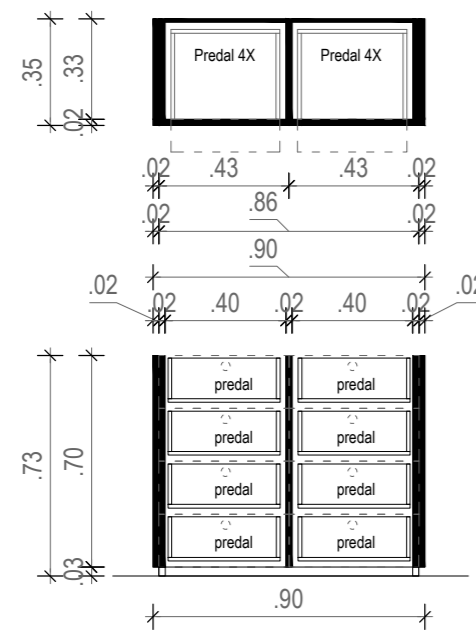 Predal 4X Predal 4X
.35 .33 .02
.02 .43 .43 .02
.02 .86 .02
.90
.02 .02 .40 .02 .40 .02
predal predal
predal predal
predal predal
predal predal
.73 .70 .03
.90